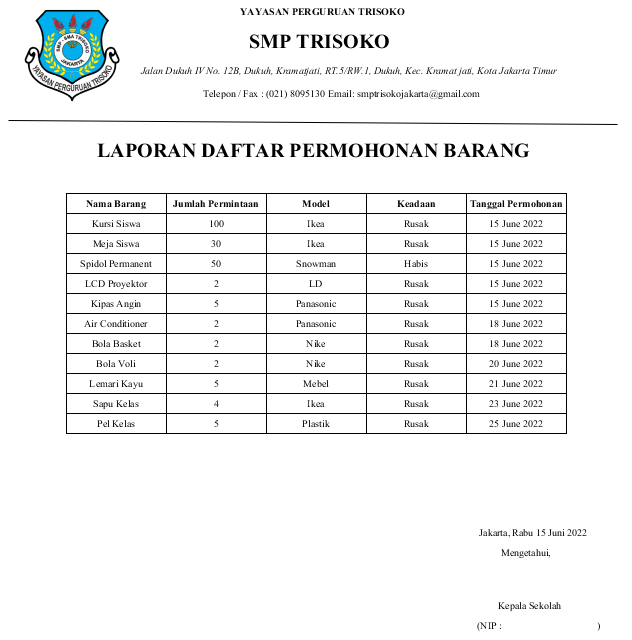 YAYASAN PERGURUAN TRISOKO
SMP - SMA TRISOKO
JAKARTA
YAYASAN PERGURUAN TRISOKO
SMP TRISOKO
Jalan Dukuh IV No. 12B, Dukuh, Kramatjati, RT.5/RW.1, Dukuh, Kec. Kramat jati, Kota Jakarta Timur
Telepon / Fax : (021) 8095130 Email: smptrisokojakarta@gmail.com
LAPORAN DAFTAR PERMOHONAN BARANG
Nama Barang Jumlah Permintaan Model Keadaan Tanggal Permohonan
Kursi Siswa 100 Ikea Rusak 15 June 2022
Meja Siswa 30 Ikea Rusak 15 June 2022
Spidol Permanent 50 Snowman Habis 15 June 2022
LCD Proyektor 2 LD Rusak 15 June 2022
Kipas Angin 5 Panasonic Rusak 15 June 2022
Air Conditioner 2 Panasonic Rusak 18 June 2022
Bola Basket 2 Nike Rusak 18 June 2022
Bola Voli 2 Nike Rusak 20 June 2022
Lemari Kayu 5 Mebel Rusak 21 June 2022
Sapu Kelas 4 Ikea Rusak 23 June 2022
Pel Kelas 5 Plastik Rusak 25 June 2022
Jakarta, Rabu 15 Juni 2022
Mengetahui,
Kepala Sekolah
(NIP : )